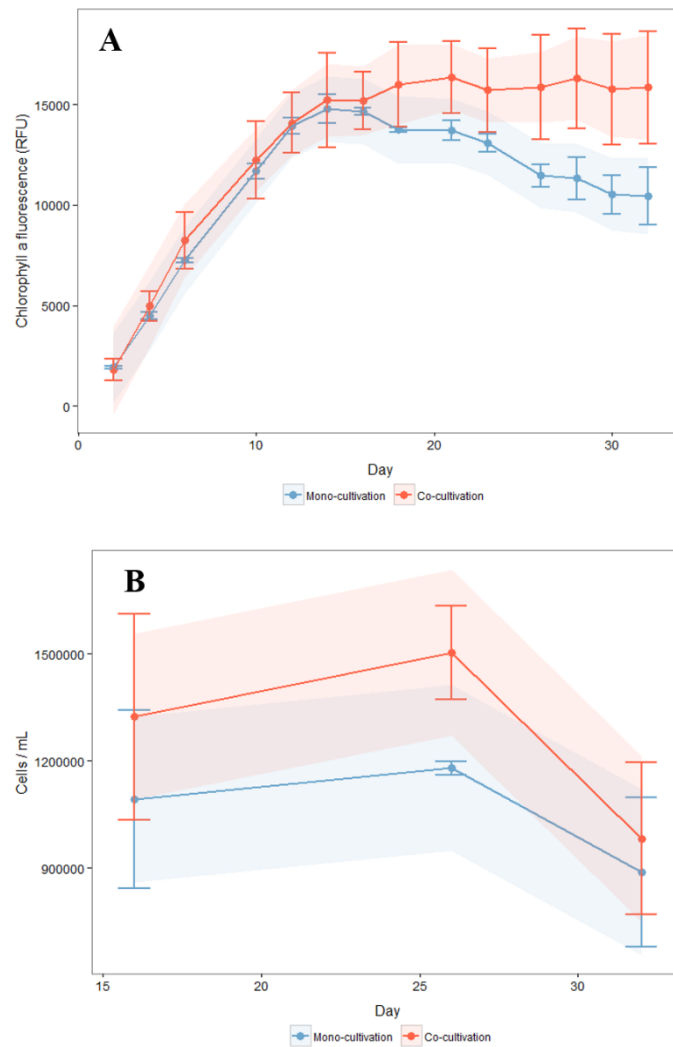 A
Chlorophyll a fluorescence (RFU)
15000
10000
5000
0
0
10
20
30
Day
Mono-cultivation Co-cultivation
B
Cells / mL
1500000
1200000
900000
15
20
25
30
Day
Mono-cultivation Co-cultivation